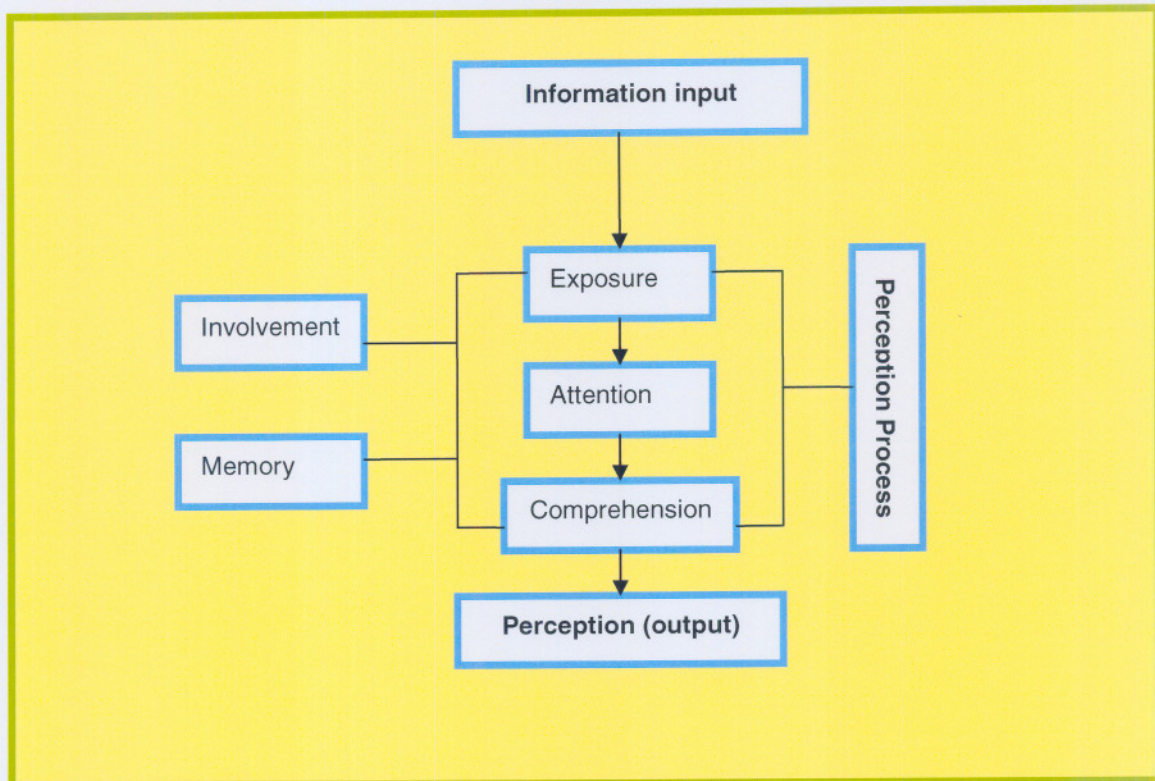 Information input
Exposure
Involvement
Attention
Memory
Comprehension
Perception (output)
Perception Process